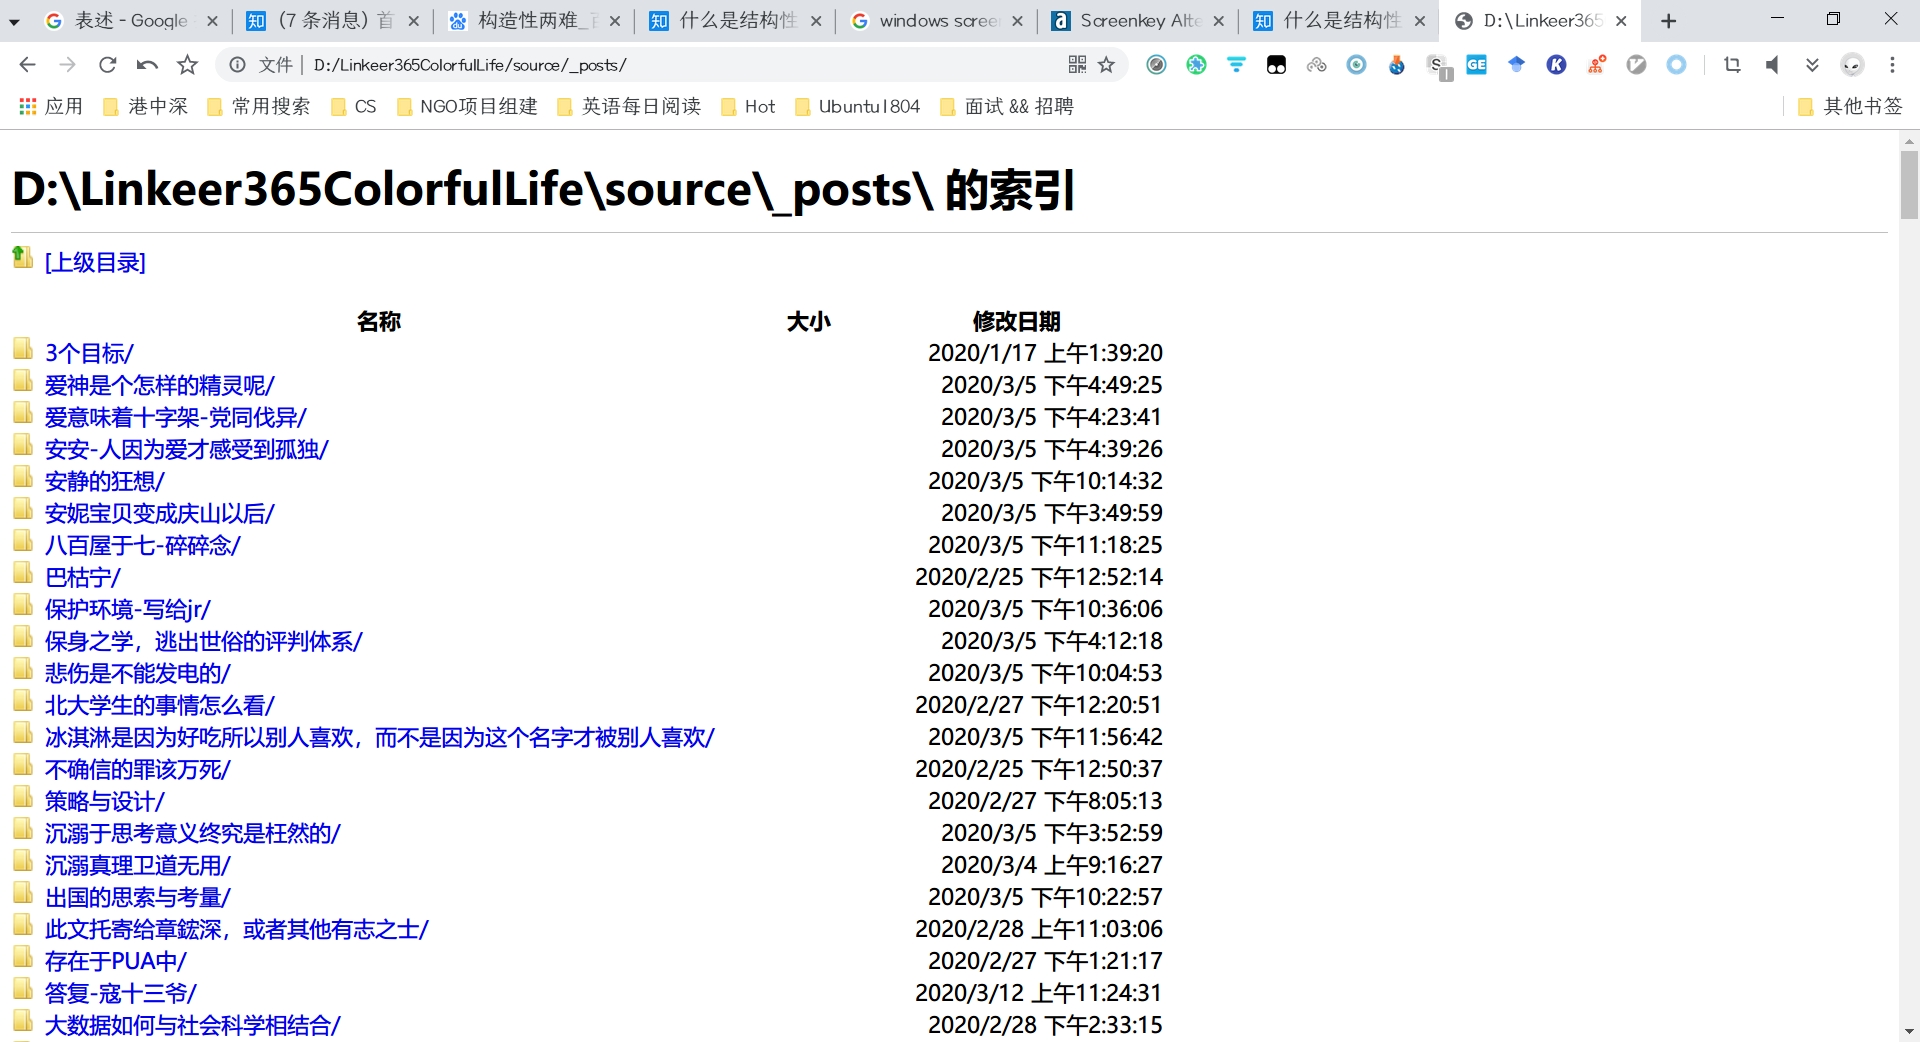 表述 - Google
(7 条消息) 首
构造性两难_百
什么是结构性
windows scree
Screenkey Alte
什么是结构性
D:\Linkeer365
文件 | D:/Linkeer365ColorfulLife/source/_posts/
应用 港中深 常用搜索 CS NGO项目组建 英语每日阅读 Hot Ubuntu1804 面试 && 招聘 其他书签
D:\Linkeer365ColorfulLife\source\_posts\ 的索引
[上级目录]
名称 大小 修改日期
3个目标/ 2020/1/17 上午1:39:20
爱神是个怎样的精灵呢/ 2020/3/5 下午4:49:25
爱意味着十字架-党同伐异/ 2020/3/5 下午4:23:41
安安-人因为爱才感受到孤独/ 2020/3/5 下午4:39:26
安静的狂想/ 2020/3/5 下午10:14:32
安妮宝贝变成庆山以后/ 2020/3/5 下午3:49:59
八百屋于七-碎碎念/ 2020/3/5 下午11:18:25
巴枯宁/ 2020/2/25 下午12:52:14
保护环境-写给jr/ 2020/3/5 下午10:36:06
保身之学，逃出世俗的评判体系/ 2020/3/5 下午4:12:18
悲伤是不能发电的/ 2020/3/5 下午10:04:53
北大学生的事情怎么看/ 2020/2/27 下午12:20:51
冰淇淋是因为好吃所以别人喜欢，而不是因为这个名字才被别人喜欢/ 2020/3/5 下午11:56:42
不确信的罪该万死/ 2020/2/25 下午12:50:37
策略与设计/ 2020/2/27 下午8:05:13
沉溺于思考意义终究是枉然的/ 2020/3/5 下午3:52:59
沉溺真理卫道无用/ 2020/3/4 上午9:16:27
出国的思索与考量/ 2020/3/5 下午10:22:57
此文托寄给章鋐深，或者其他有志之士/ 2020/2/28 上午11:03:06
存在于PUA中/ 2020/2/27 下午1:21:17
答复-寇十三爷/ 2020/3/12 上午11:24:31
大数据如何与社会科学相结合/ 2020/2/28 下午2:33:15